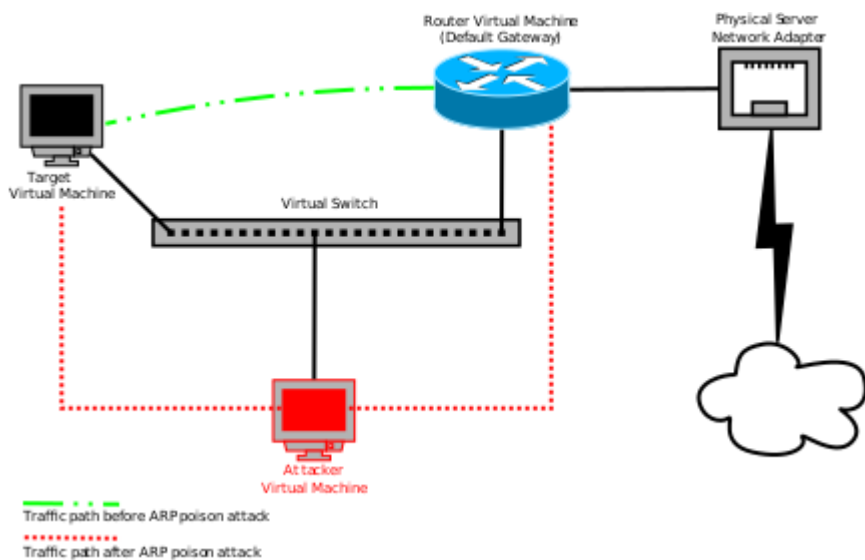 Router Virtual Machine
(Default Gateway)
Physical Server
Network Adapter
Target
Virtual Machine
Virtual Switch
Attacker
Virtual Machine
Traffic path before ARP poison attack
Traffic path after ARP poison attack